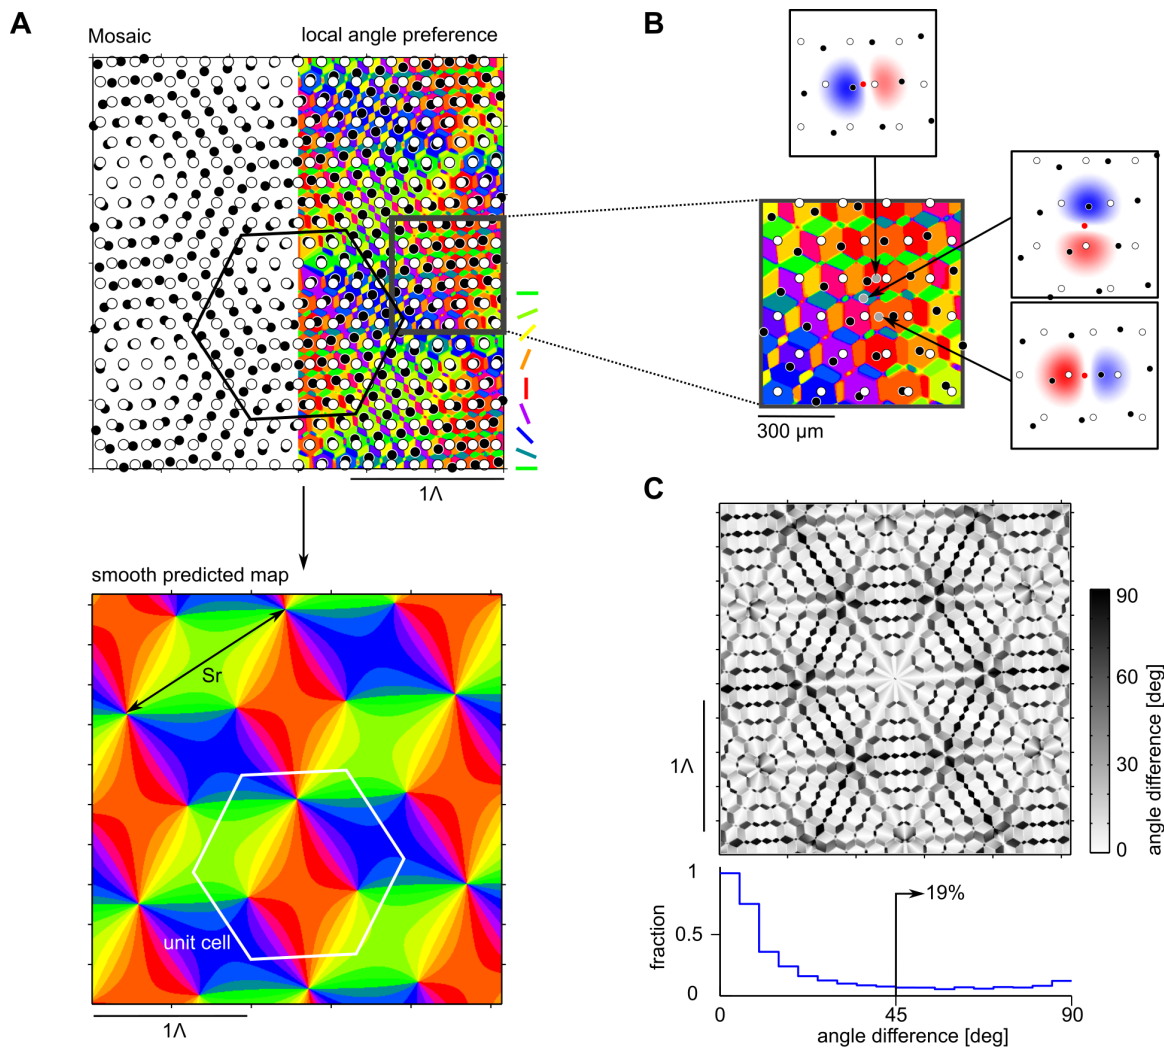 A
Mosaic
local angle preference
1Λ
smooth predicted map
Sr
unit cell
1Λ
B
300 μm
C
1Λ
90
60
30
0
angle difference [deg]
1
0.5
0
fraction
19%
0
45
90
angle difference [deg]